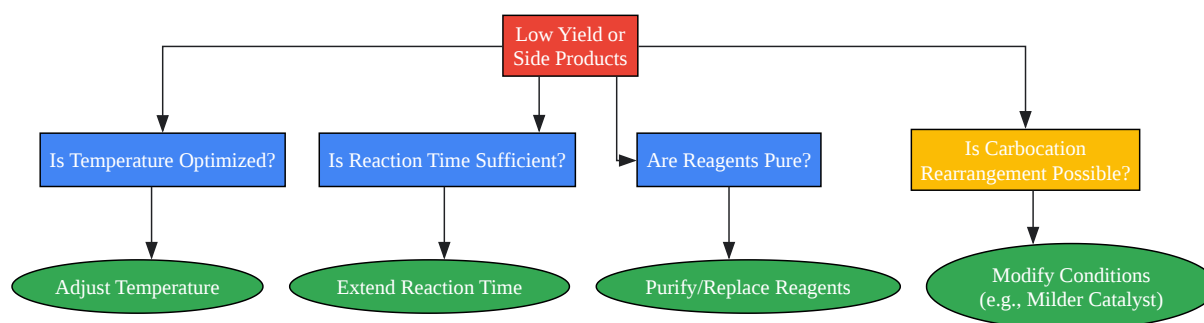 Low Yield or
Side Products
Is Temperature Optimized?
Is Reaction Time Sufficient?
Are Reagents Pure?
Is Carbocation
Rearrangement Possible?
Adjust Temperature
Extend Reaction Time
Purify/Replace Reagents
Modify Conditions
(e.g., Milder Catalyst)